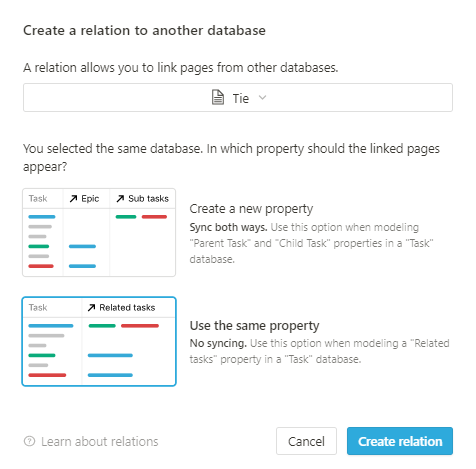 Create a relation to another database
A relation allows you to link pages from other databases.
Tie
You selected the same database. In which property should the linked pages
appear?
Task Epic Sub tasks
Create a new property
Sync both ways. Use this option when modeling
"Parent Task" and "Child Task" properties in a "Task"
database.
Task Related tasks
Use the same property
No syncing. Use this option when modeling a "Related
tasks" property in a "Task" database.
Learn about relations
Cancel
Create relation